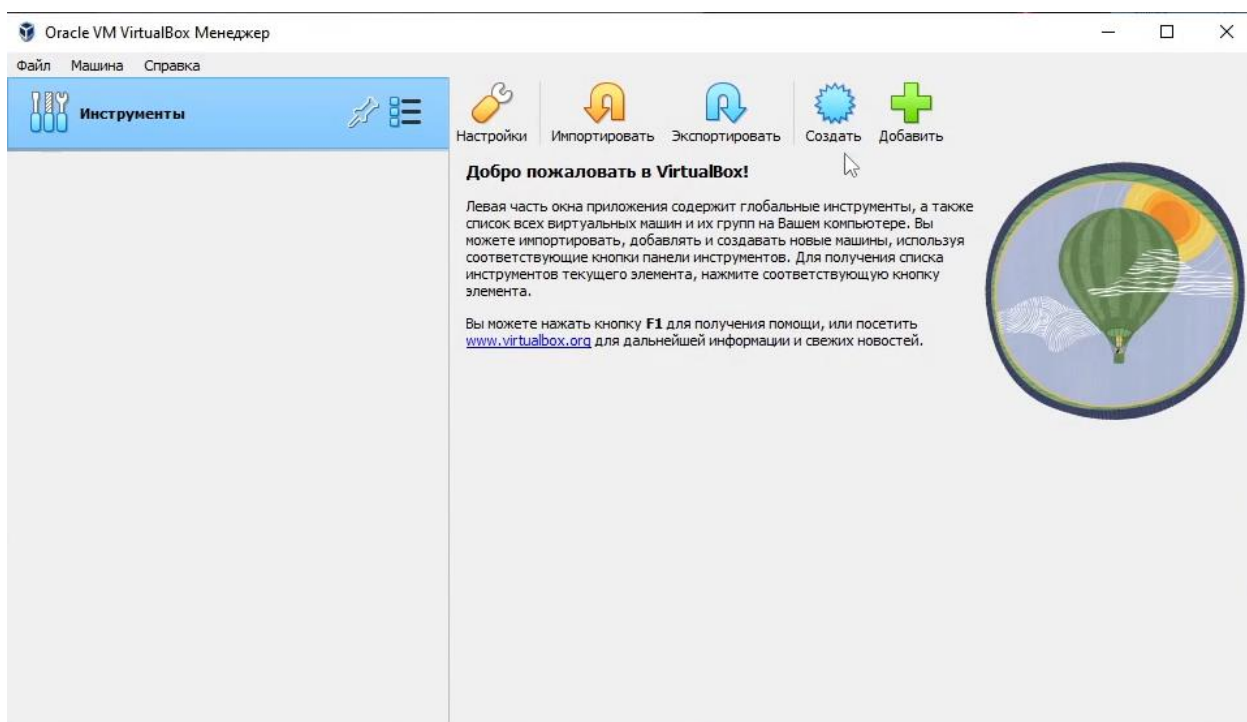 Oracle VM VirtualBox Менеджер
Файл Машина Справка
Инструменты
Настройки Импортировать Экспортировать Создать Добавить
Добро пожаловать в VirtualBox!
Левая часть окна приложения содержит глобальные инструменты, а также
список всех виртуальных машин и их групп на Вашем компьютере. Вы
можете импортировать, добавлять и создавать новые машины, используя
соответствующие кнопки панели инструментов. Для получения списка
инструментов текущего элемента, нажмите соответствующую кнопку
элемента.
Вы можете нажать кнопку F1 для получения помощи, или посетить
www.virtualbox.org для дальнейшей информации и свежих новостей.